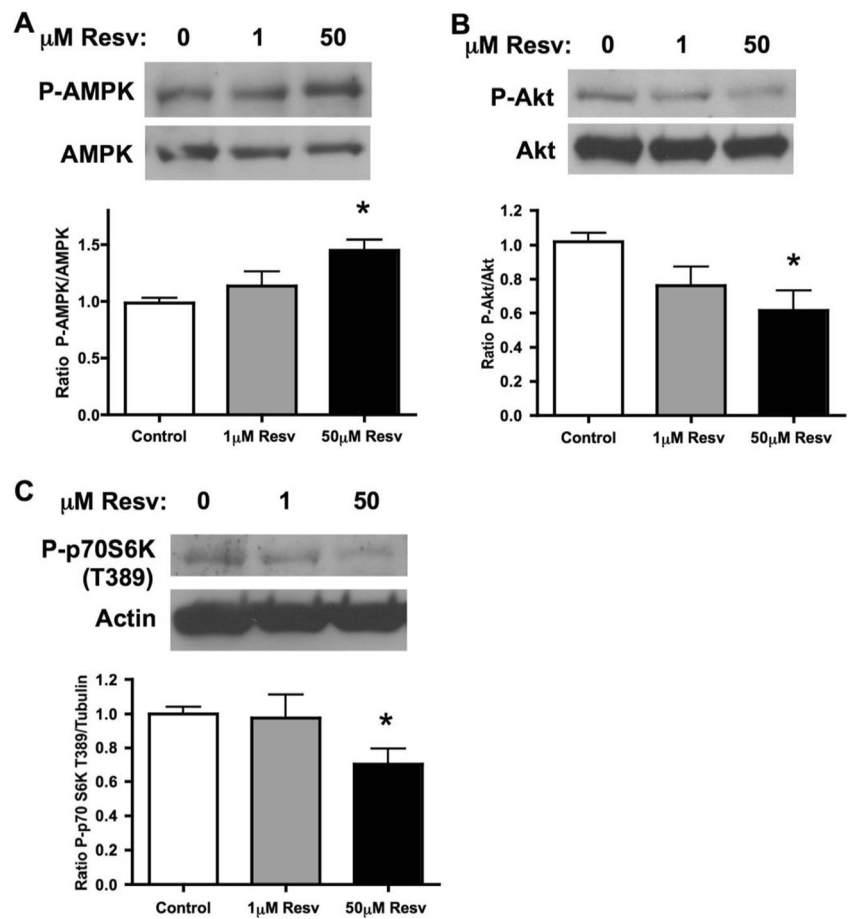 A
μM Resv: 0 1 50
P-AMPK
AMPK
*
Ratio P-AMPK/AMPK
1.5
1.0
0.5
0.0
Control 1μM Resv 50μM Resv
B
μM Resv: 0 1 50
P-Akt
Akt
*
Ratio P-Akt/Akt
1.2
1.0
0.8
0.6
0.4
0.2
0.0
Control 1μM Resv 50μM Resv
C
μM Resv: 0 1 50
P-p70S6K
(T389)
Actin
*
Ratio P-p70 S6K T389/Tubulin
1.2
1.0
0.8
0.6
0.4
0.2
0.0
Control 1μM Resv 50μM Resv